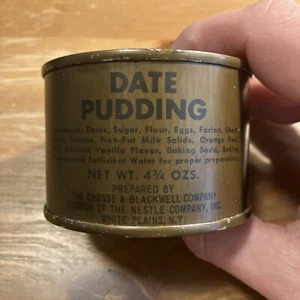 DATE
PUDDING
Dates, Sugar, Flour, Eggs, Farina,
Raisins, Non-Fat Milk Solids, Orange
Vanilla Flavor, Baking Soda, Baking
and Sufficient Water for proper
NET WT. 4¾ OZS.
PREPARED BY
THE CROSSE & BLACKWELL COMPANY
DIVISION OF THE NESTLE COMPANY, INC.
WHITE PLAINS, N.Y.